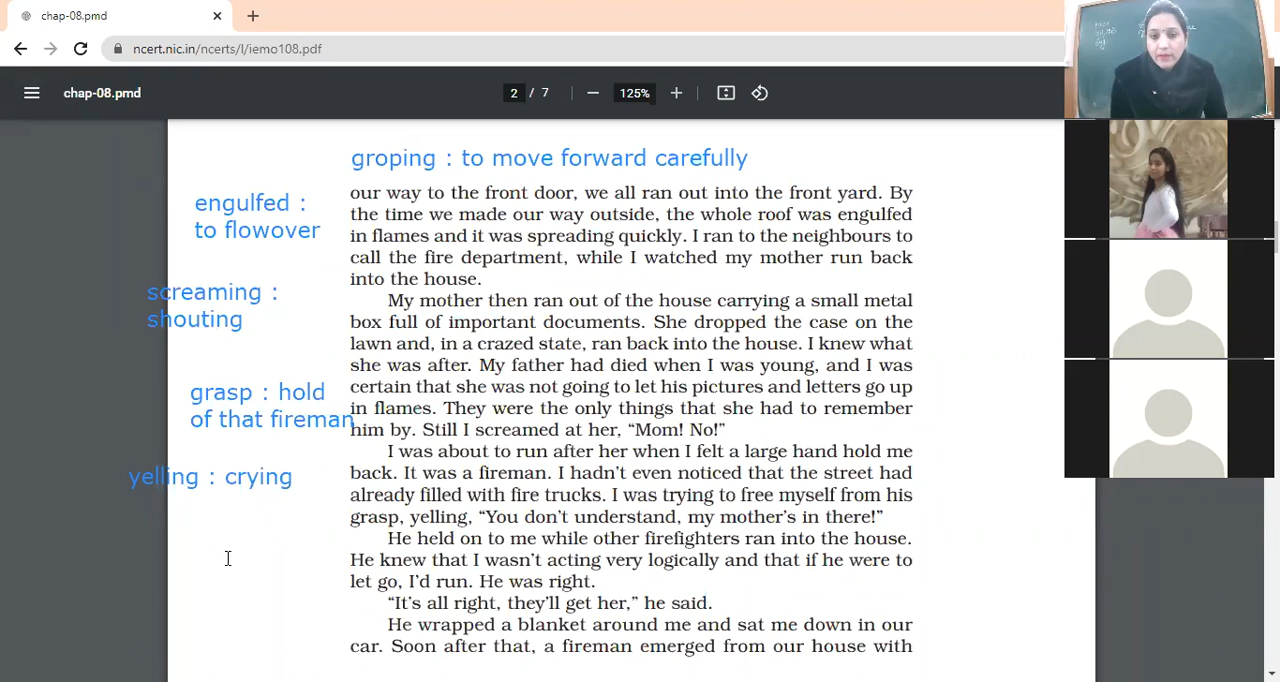 chap-08.pmd
ncert.nic.in/ncerts/l/iemo108.pdf
chap-08.pmd
2 / 7
125%
groping : to move forward carefully
engulfed :
to flowover
screaming :
shouting
grasp : hold
of that fireman
yelling : crying
our way to the front door, we all ran out into the front yard. By
the time we made our way outside, the whole roof was engulfed
in flames and it was spreading quickly. I ran to the neighbours to
call the fire department, while I watched my mother run back
into the house.
My mother then ran out of the house carrying a small metal
box full of important documents. She dropped the case on the
lawn and, in a crazed state, ran back into the house. I knew what
she was after. My father had died when I was young, and I was
certain that she was not going to let his pictures and letters go up
in flames. They were the only things that she had to remember
him by. Still I screamed at her, “Mom! No!”
I was about to run after her when I felt a large hand hold me
back. It was a fireman. I hadn’t even noticed that the street had
already filled with fire trucks. I was trying to free myself from his
grasp, yelling, “You don’t understand, my mother’s in there!”
He held on to me while other firefighters ran into the house.
He knew that I wasn’t acting very logically and that if he were to
let go, I’d run. He was right.
“It’s all right, they’ll get her,” he said.
He wrapped a blanket around me and sat me down in our
car. Soon after that, a fireman emerged from our house with